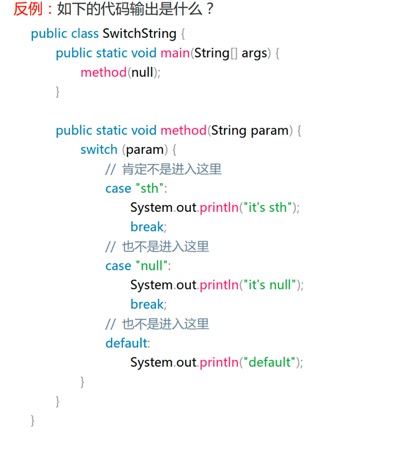 反例：如下的代码输出是什么？
public class SwitchString {
public static void main(String[] args) {
method(null);
}
public static void method(String param) {
switch (param) {
// 肯定不是进入这里
case "sth":
System.out.println("it's sth");
break;
// 也不是进入这里
case "null":
System.out.println("it's null");
break;
// 也不是进入这里
default:
System.out.println("default");
}
}
}